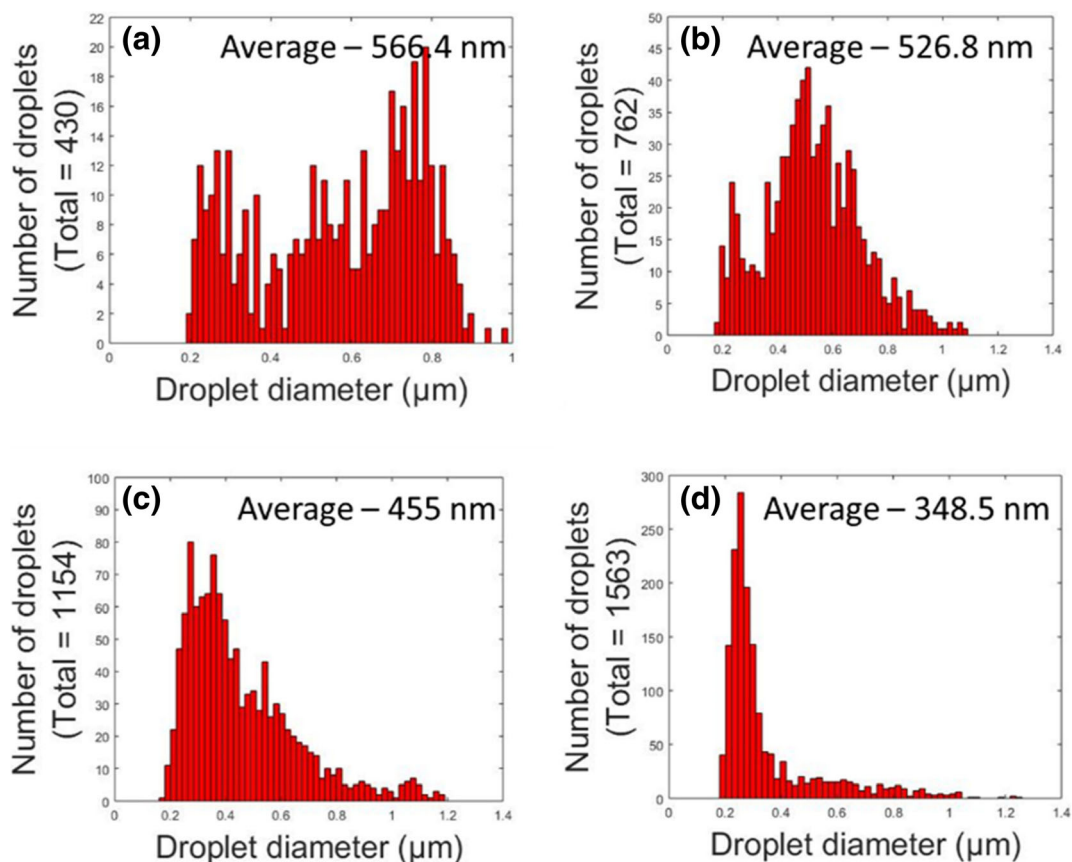 (a) Average – 566.4 nm
Number of droplets
(Total = 430)
22
20
18
16
14
12
10
8
6
4
2
0
0 0.2 0.4 0.6 0.8 1
Droplet diameter (µm)
(b) Average – 526.8 nm
Number of droplets
(Total = 762)
50
45
40
35
30
25
20
15
10
5
0
0 0.2 0.4 0.6 0.8 1 1.2 1.4
Droplet diameter (µm)
(c) Average – 455 nm
Number of droplets
(Total = 1154)
100
90
80
70
60
50
40
30
20
10
0
0 0.2 0.4 0.6 0.8 1 1.2 1.4
Droplet diameter (µm)
(d) Average – 348.5 nm
Number of droplets
(Total = 1563)
300
250
200
150
100
50
0
0 0.2 0.4 0.6 0.8 1 1.2 1.4
Droplet diameter (µm)